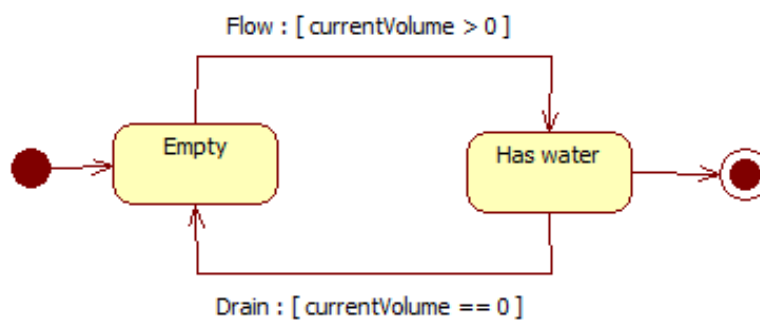 Flow : [ currentVolume > 0 ]
Empty
Has water
Drain : [ currentVolume == 0 ]